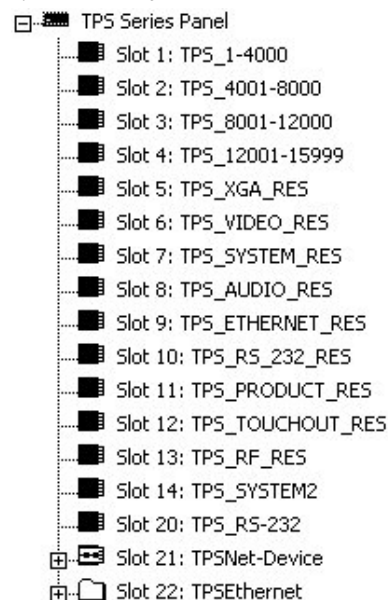 TPS Series Panel
Slot 1: TPS_1-4000
Slot 2: TPS_4001-8000
Slot 3: TPS_8001-12000
Slot 4: TPS_12001-15999
Slot 5: TPS_XGA_RES
Slot 6: TPS_VIDEO_RES
Slot 7: TPS_SYSTEM_RES
Slot 8: TPS_AUDIO_RES
Slot 9: TPS_ETHERNET_RES
Slot 10: TPS_RS_232_RES
Slot 11: TPS_PRODUCT_RES
Slot 12: TPS_TOUCHOUT_RES
Slot 13: TPS_RF_RES
Slot 14: TPS_SYSTEM2
Slot 20: TPS_RS-232
Slot 21: TPSNet-Device
Slot 22: TPSEthernet